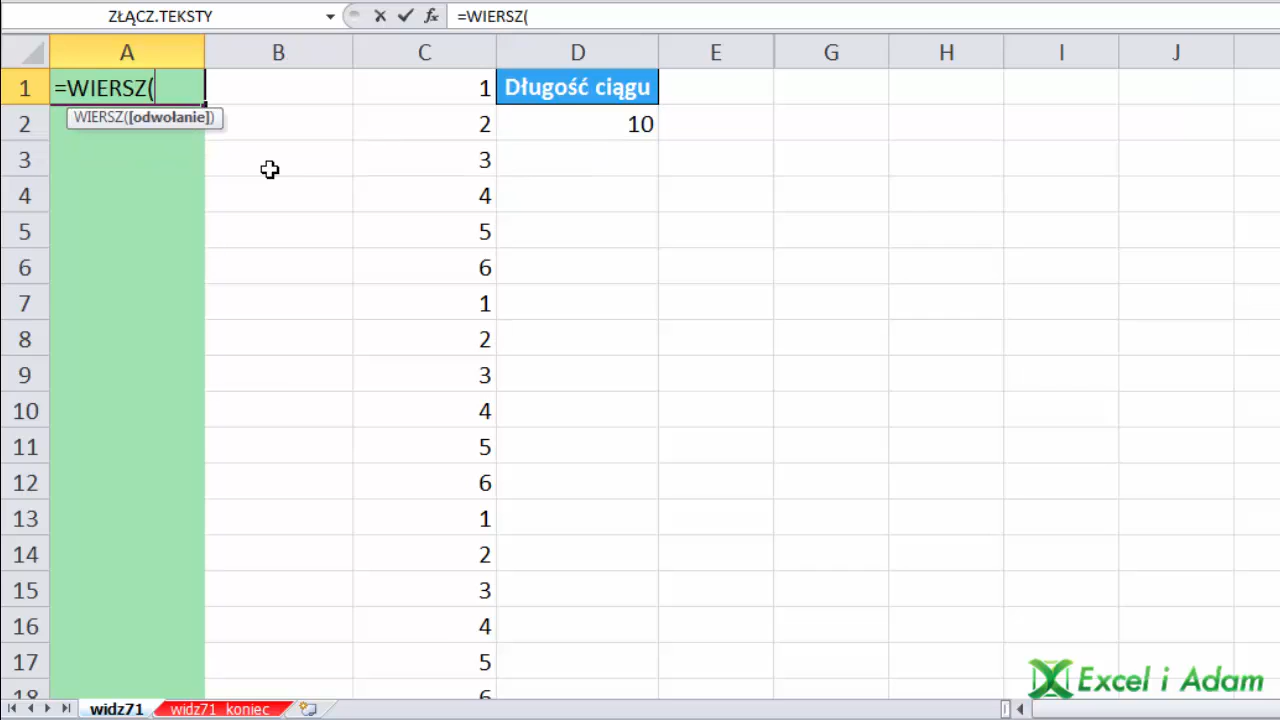 ZŁĄCZ.TEKSTY =WIERSZ(
A B C D E F G H I J
1 =WIERSZ( 1 Długość ciągu
WIERSZ([odwołanie])
2 2 10
3 3
4 4
5 5
6 6
7 1
8 2
9 3
10 4
11 5
12 6
13 1
14 2
15 3
16 4
17 5
18 6
Excel i Adam
widz71 widz71_koniec